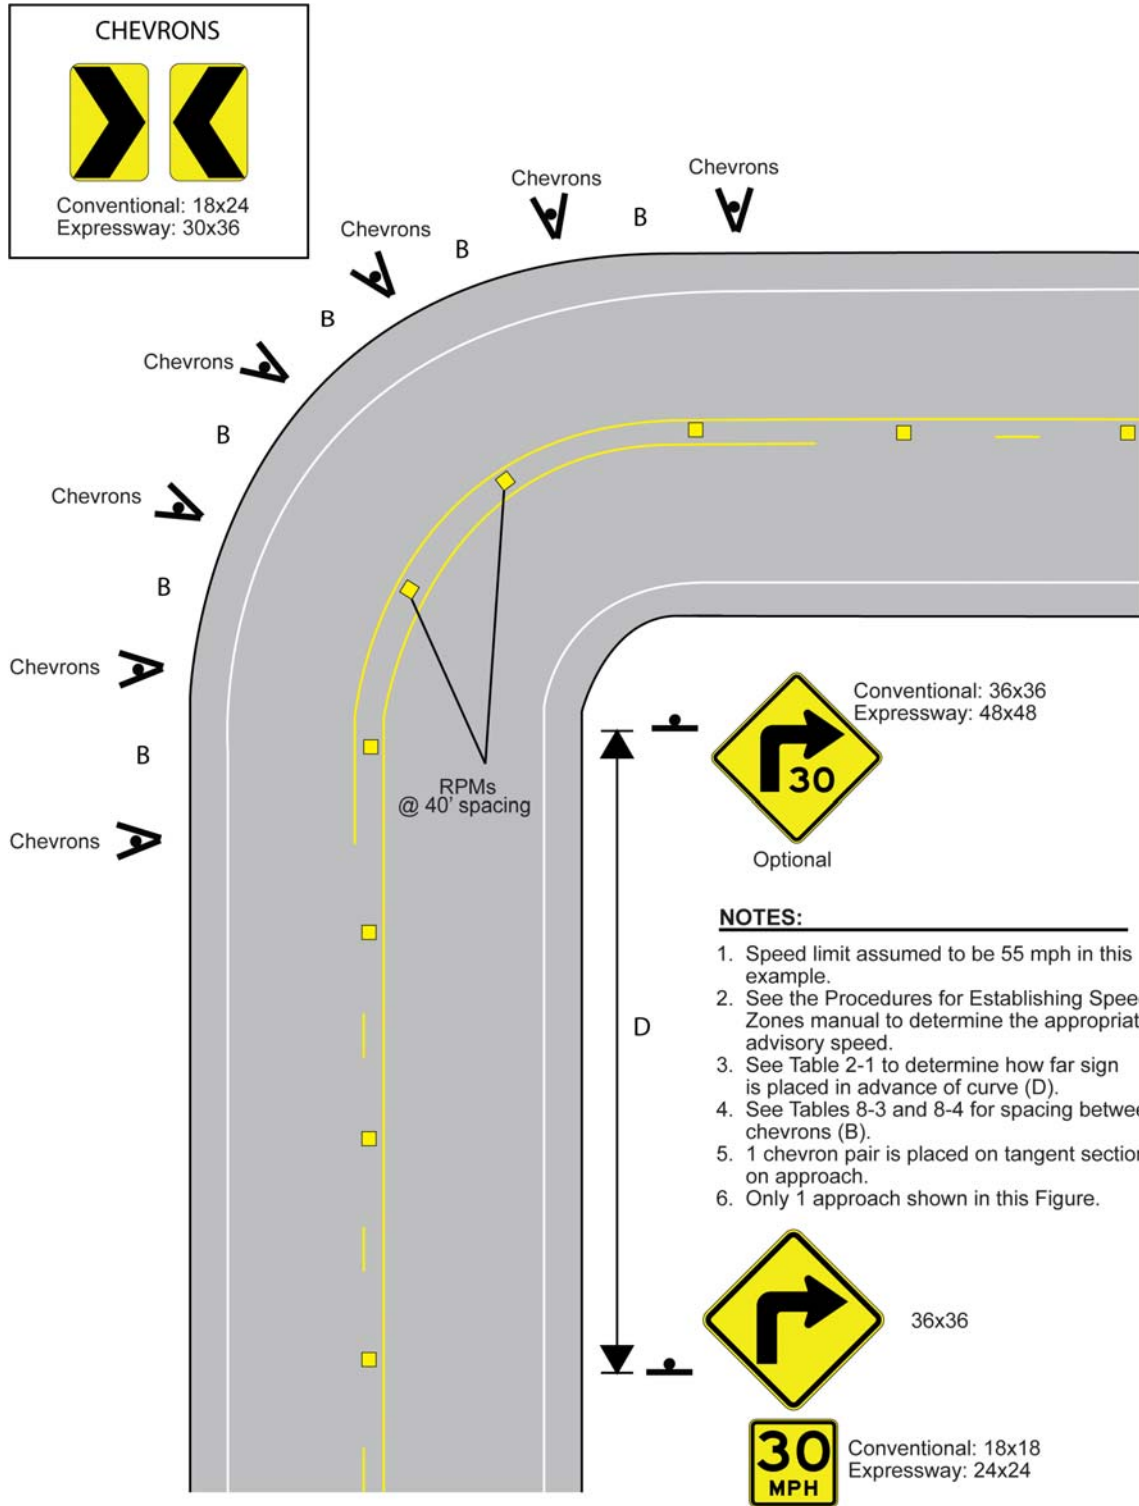 CHEVRONS
Conventional: 18x24
Expressway: 30x36
Chevrons
Chevrons
B
Chevrons
B
B
Chevrons
B
Chevrons
B
Chevrons
B
Chevrons
RPMs
@ 40' spacing
Conventional: 36x36
Expressway: 48x48
30
Optional
D
NOTES:
1. Speed limit assumed to be 55 mph in this
example.
2. See the Procedures for Establishing Spee
Zones manual to determine the appropriat
advisory speed.
3. See Table 2-1 to determine how far sign
is placed in advance of curve (D).
4. See Tables 8-3 and 8-4 for spacing betwee
chevrons (B).
5. 1 chevron pair is placed on tangent section
on approach.
6. Only 1 approach shown in this Figure.
36x36
30
MPH
Conventional: 18x18
Expressway: 24x24